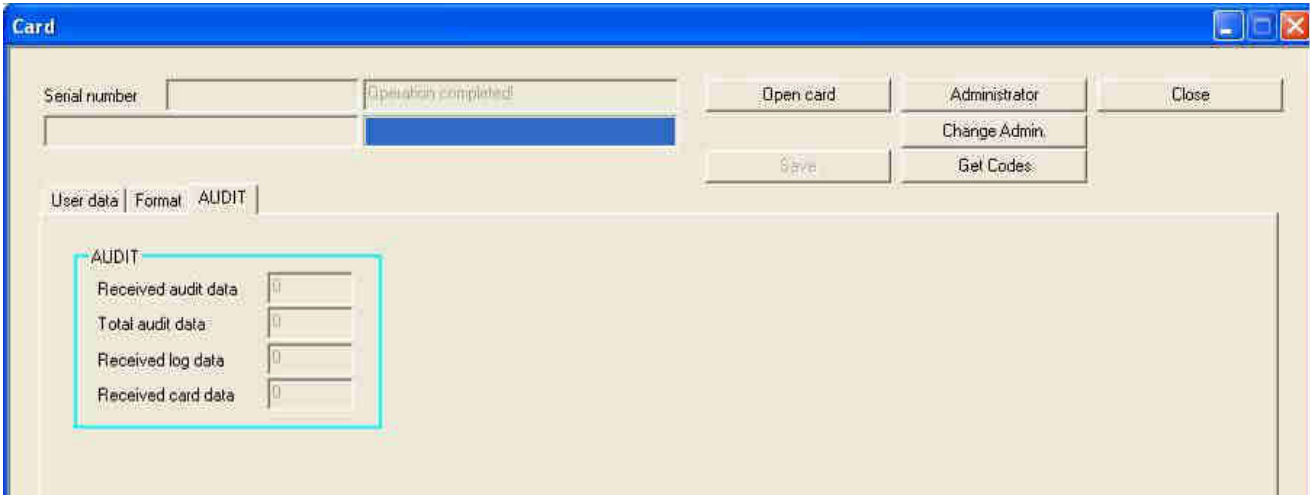 Card
Serial number
Operation completed!
Open card
Administrator
Close
Change Admin.
Save
Get Codes
User data
Format
AUDIT
AUDIT
Received audit data 0
Total audit data 0
Received log data 0
Received card data 0